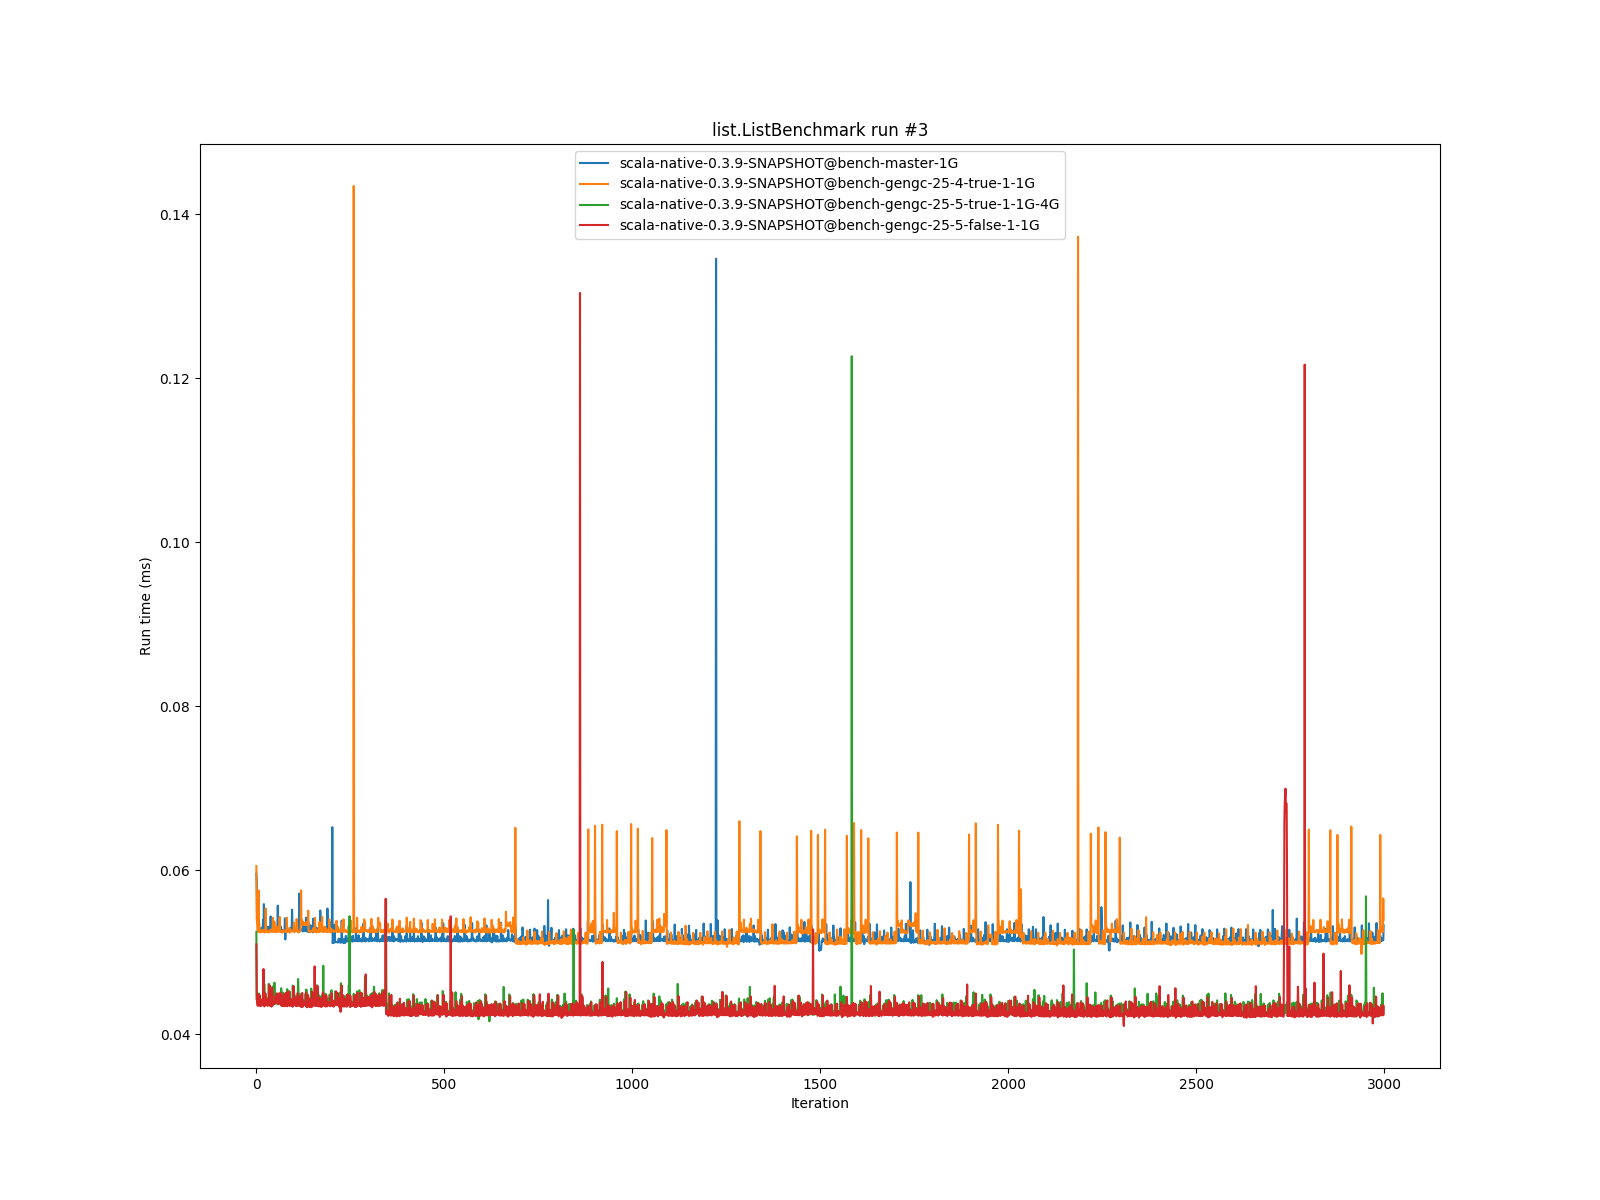 list.ListBenchmark run #3
scala-native-0.3.9-SNAPSHOT@bench-master-1G
scala-native-0.3.9-SNAPSHOT@bench-gengc-25-4-true-1-1G
scala-native-0.3.9-SNAPSHOT@bench-gengc-25-5-true-1-1G-4G
scala-native-0.3.9-SNAPSHOT@bench-gengc-25-5-false-1-1G
0.14
0.12
0.10
0.08
0.06
0.04
Run time (ms)
0 500 1000 1500 2000 2500 3000
Iteration